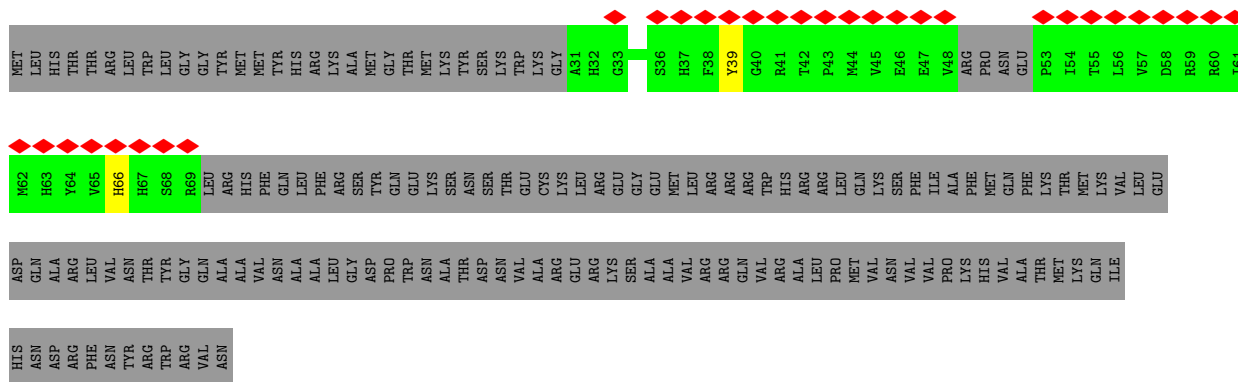 MET LEU HIS THR THR ARG LEU TRP LEU GLY GLY TYR MET MET TYR HIS ARG LYS ALA MET GLY THR MET LYS TYR SER LYS TRP LYS GLY A31 H32 G33 S36 H37 F38 Y39 G40 R41 T42 P43 M44 V45 E46 E47 V48 ARG PRO ASN GLU P53 I54 T55 L56 V57 D58 R59 R60 I61
M62 H63 Y64 V65 H66 H67 S68 R69 LEU ARG HIS PHE GLN LEU PHE ARG SER TYR GLN GLU LYS SER ASN SER THR GLU CYS LYS LEU ARG GLU GLY GLU MET LEU ARG ARG ARG TRP HIS ARG ARG LEU GLN LYS SER PHE ILE ALA PHE MET GLN PHE LYS THR MET LYS VAL LEU GLU
ASP GLN ALA ARG LEU VAL ASN THR TYR GLY GLN ALA ALA VAL ASN ALA ALA LEU GLY ASP PRO TRP ASN ALA THR ASP ASN VAL ALA ARG GLU ARG LYS SER ALA ALA VAL ARG ARG GLN VAL ARG ALA LEU PRO MET VAL ASN VAL VAL PRO LYS HIS VAL ALA THR MET LYS GLN ILE
HIS ASN ASP ARG PHE ASN TYR ARG TRP ARG VAL ASN